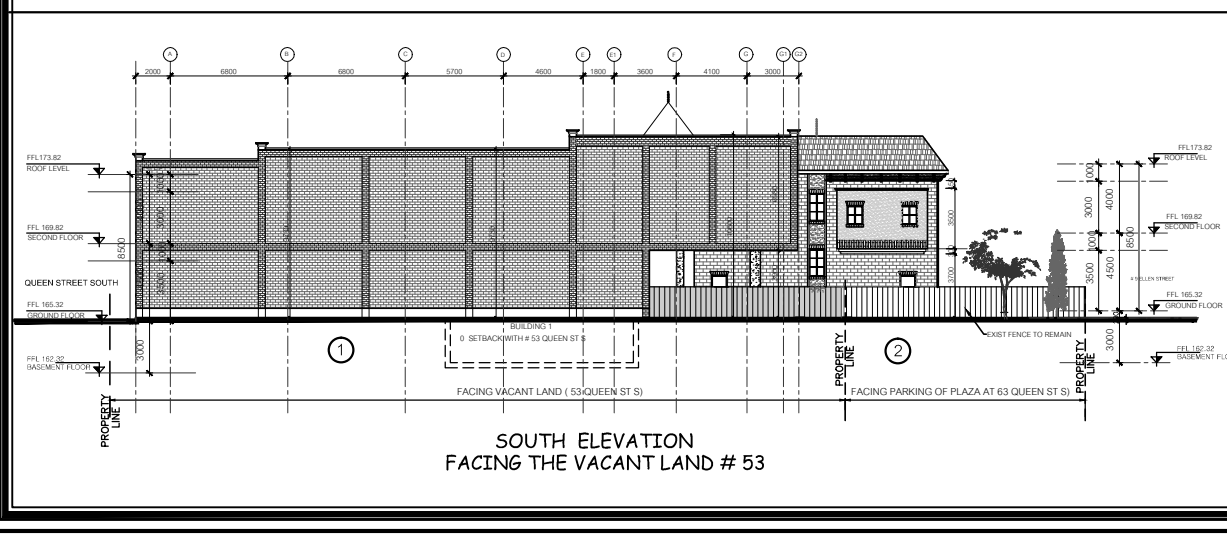 A B C D E E1 F G G1 G2
2000 6800 6800 5700 4600 1800 3600 4100 3000
FFL173.82
ROOF LEVEL
FFL 169.82
SECOND FLOOR
8500
3000
QUEEN STREET SOUTH
FFL 165.32
GROUND FLOOR
3000
FFL 162.32
BASEMENT FLOOR
PROPERTY
LINE
1
BUILDING 1
0 SETBACK WITH # 53 QUEEN ST S
FACING VACANT LAND ( 53 QUEEN ST S)
3500
3700
PROPERTY
LINE
2
EXIST FENCE TO REMAIN
FACING PARKING OF PLAZA AT 63 QUEEN ST S)
PROPERTY
LINE
1000
3000
4000
1000
8500
3500
4500
3000
FFL173.82
ROOF LEVEL
FFL 169.82
SECOND FLOOR
FFL 165.32
GROUND FLOOR
FFL 162.32
BASEMENT FLO
SOUTH ELEVATION
FACING THE VACANT LAND # 53